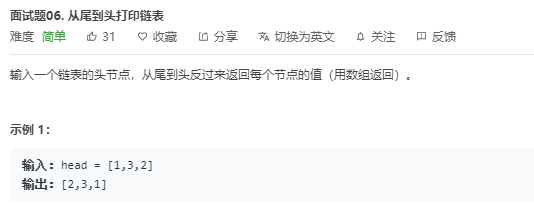 面试题06. 从尾到头打印链表
难度 简单 31 收藏 分享 切换为英文 关注 反馈
输入一个链表的头节点，从尾到头反过来返回每个节点的值（用数组返回）。
示例 1：
输入：head = [1,3,2]
输出：[2,3,1]